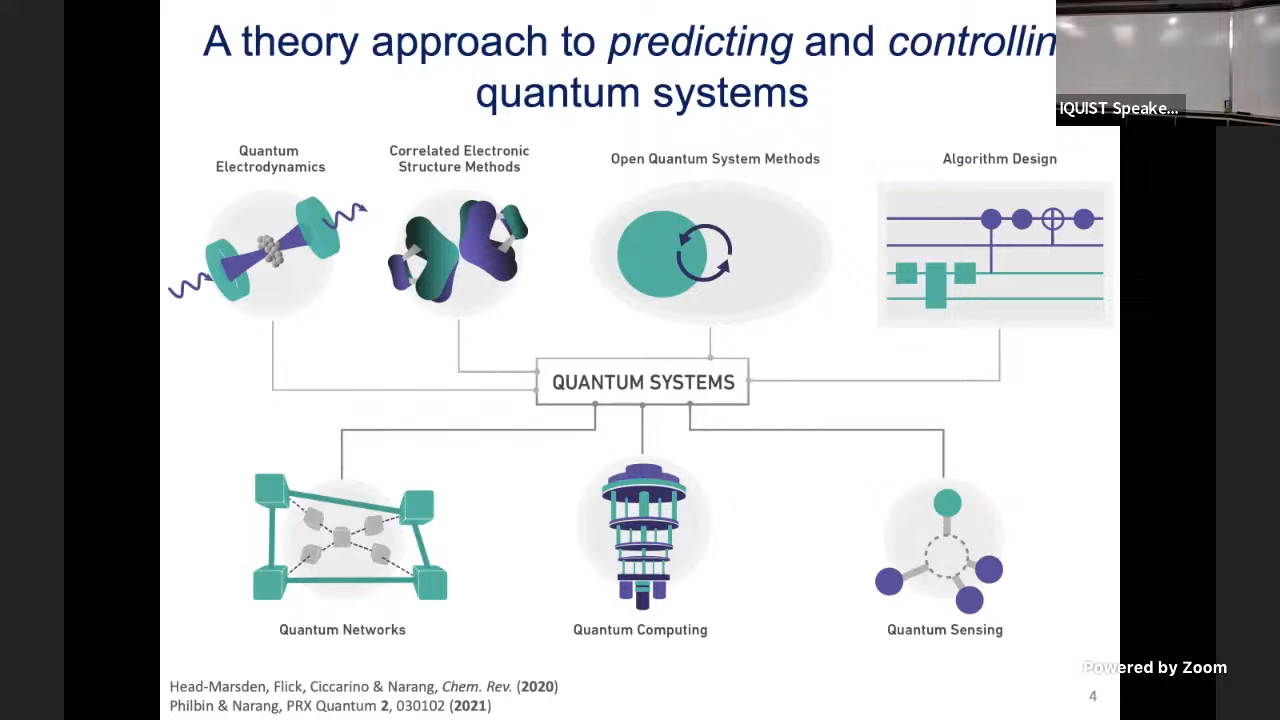 A theory approach to predicting and controllin
quantum systems
IQUIST Speake...
Quantum
Electrodynamics
Correlated Electronic
Structure Methods
Open Quantum System Methods
Algorithm Design
QUANTUM SYSTEMS
Quantum Networks
Quantum Computing
Quantum Sensing
Powered by Zoom
Head-Marsden, Flick, Ciccarino & Narang, Chem. Rev. (2020)
Philbin & Narang, PRX Quantum 2, 030102 (2021)
4